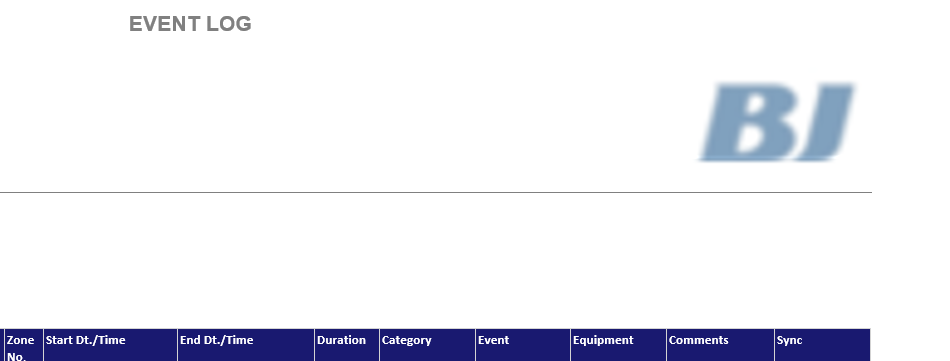 EVENT LOG
BJ
Zone Start Dt./Time End Dt./Time Duration Category Event Equipment Comments Sync
No.